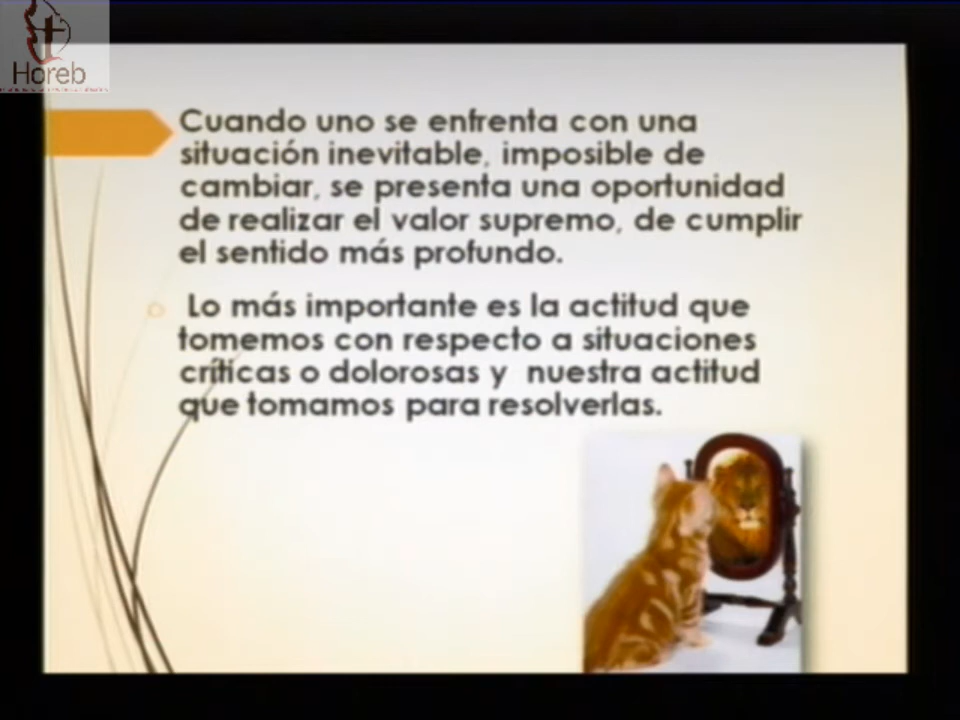 Horeb
Cuando uno se enfrenta con una
situación inevitable, imposible de
cambiar, se presenta una oportunidad
de realizar el valor supremo, de cumplir
el sentido más profundo.
Lo más importante es la actitud que
tomemos con respecto a situaciones
críticas o dolorosas y nuestra actitud
que tomamos para resolverlas.